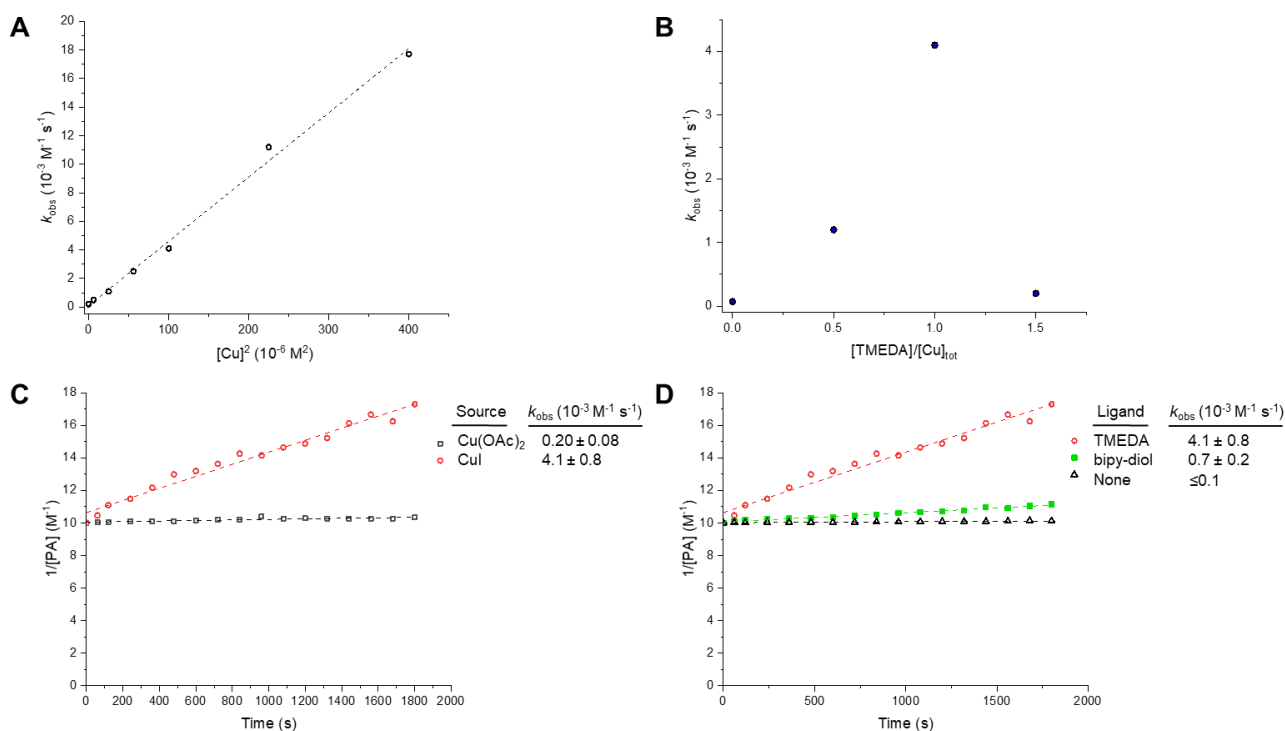 A
k_obs (10⁻³ M⁻¹ s⁻¹)
20
18
16
14
12
10
8
6
4
2
0
0 100 200 300 400
[Cu]² (10⁻⁶ M²)
B
k_obs (10⁻³ M⁻¹ s⁻¹)
4
3
2
1
0
0.0 0.5 1.0 1.5
[TMEDA]/[Cu]tot
C
1/[PA] (M⁻¹)
18
16
14
12
10
8
6
4
2
0
0 200 400 600 800 1000 1200 1400 1600 1800 2000
Time (s)
Source k_obs (10⁻³ M⁻¹ s⁻¹)
Cu(OAc)₂ 0.20 ± 0.08
CuI 4.1 ± 0.8
D
1/[PA] (M⁻¹)
18
16
14
12
10
8
6
4
2
0
0 500 1000 1500 2000
Time (s)
Ligand k_obs (10⁻³ M⁻¹ s⁻¹)
TMEDA 4.1 ± 0.8
bipy-diol 0.7 ± 0.2
None ≤0.1